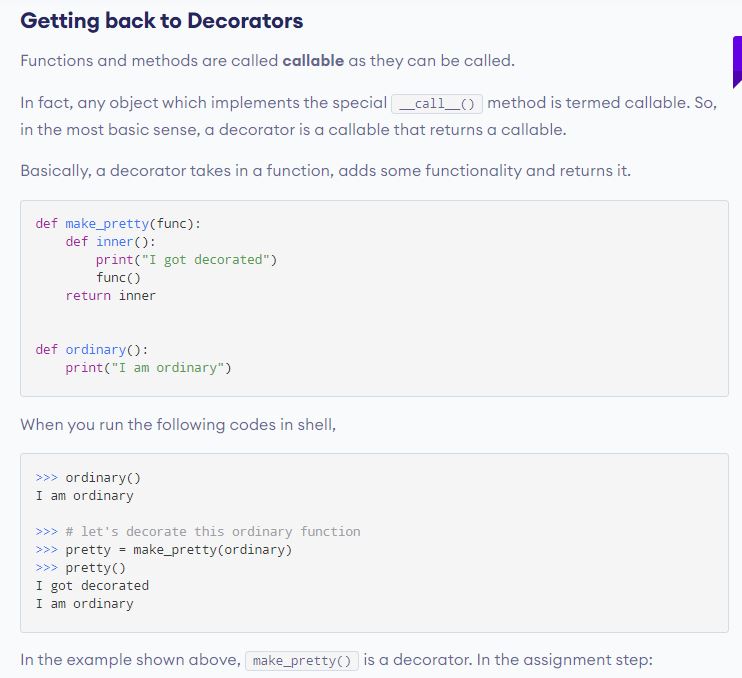 Getting back to Decorators
Functions and methods are called callable as they can be called.
In fact, any object which implements the special __call__() method is termed callable. So,
in the most basic sense, a decorator is a callable that returns a callable.
Basically, a decorator takes in a function, adds some functionality and returns it.
def make_pretty(func):
    def inner():
        print("I got decorated")
        func()
    return inner
def ordinary():
    print("I am ordinary")
When you run the following codes in shell,
>>> ordinary()
I am ordinary
>>> # let's decorate this ordinary function
>>> pretty = make_pretty(ordinary)
>>> pretty()
I got decorated
I am ordinary
In the example shown above, make_pretty() is a decorator. In the assignment step: